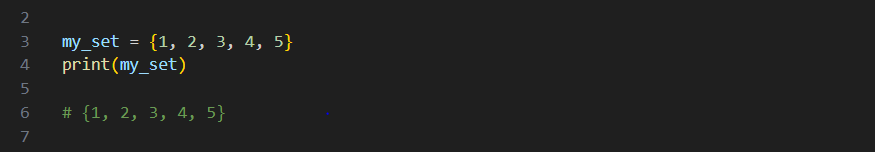 2
3 my_set = {1, 2, 3, 4, 5}
4 print(my_set)
5
6 # {1, 2, 3, 4, 5}
7